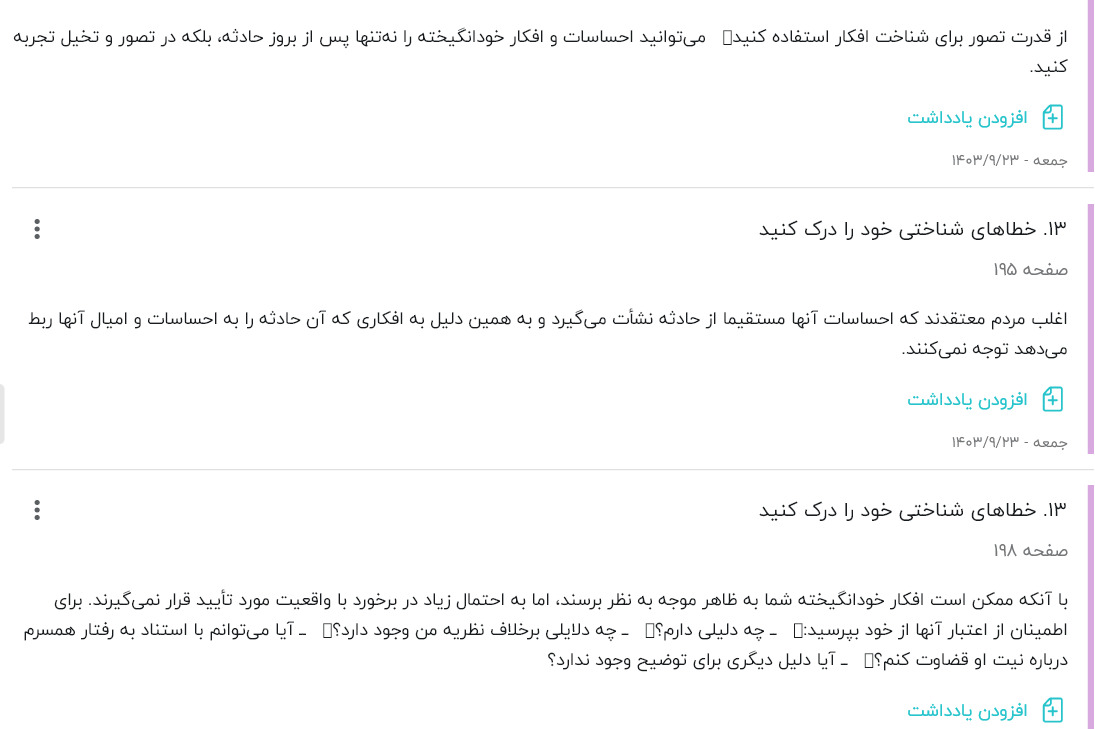 از قدرت تصور برای شناخت افکار استفاده کنید▯ می‌توانید احساسات و افکار خودانگیخته را نه‌تنها پس از بروز حادثه، بلکه در تصور و تخیل تجربه
کنید.
افزودن یادداشت
جمعه - ۱۴۰۳/۹/۲۳
۱۳. خطاهای شناختی خود را درک کنید
صفحه ۱۹۵
اغلب مردم معتقدند که احساسات آنها مستقیما از حادثه نشأت می‌گیرد و به همین دلیل به افکاری که آن حادثه را به احساسات و امیال آنها ربط
می‌دهد توجه نمی‌کنند.
افزودن یادداشت
جمعه - ۱۴۰۳/۹/۲۳
۱۳. خطاهای شناختی خود را درک کنید
صفحه ۱۹۸
با آنکه ممکن است افکار خودانگیخته شما به ظاهر موجه به نظر برسند، اما به احتمال زیاد در برخورد با واقعیت مورد تأیید قرار نمی‌گیرند. برای
اطمینان از اعتبار آنها از خود بپرسید:▯ ـ چه دلیلی دارم؟▯ ـ چه دلایلی برخلاف نظریه من وجود دارد؟▯ ـ آیا می‌توانم با استناد به رفتار همسرم
درباره نیت او قضاوت کنم؟▯ ـ آیا دلیل دیگری برای توضیح وجود ندارد؟
افزودن یادداشت